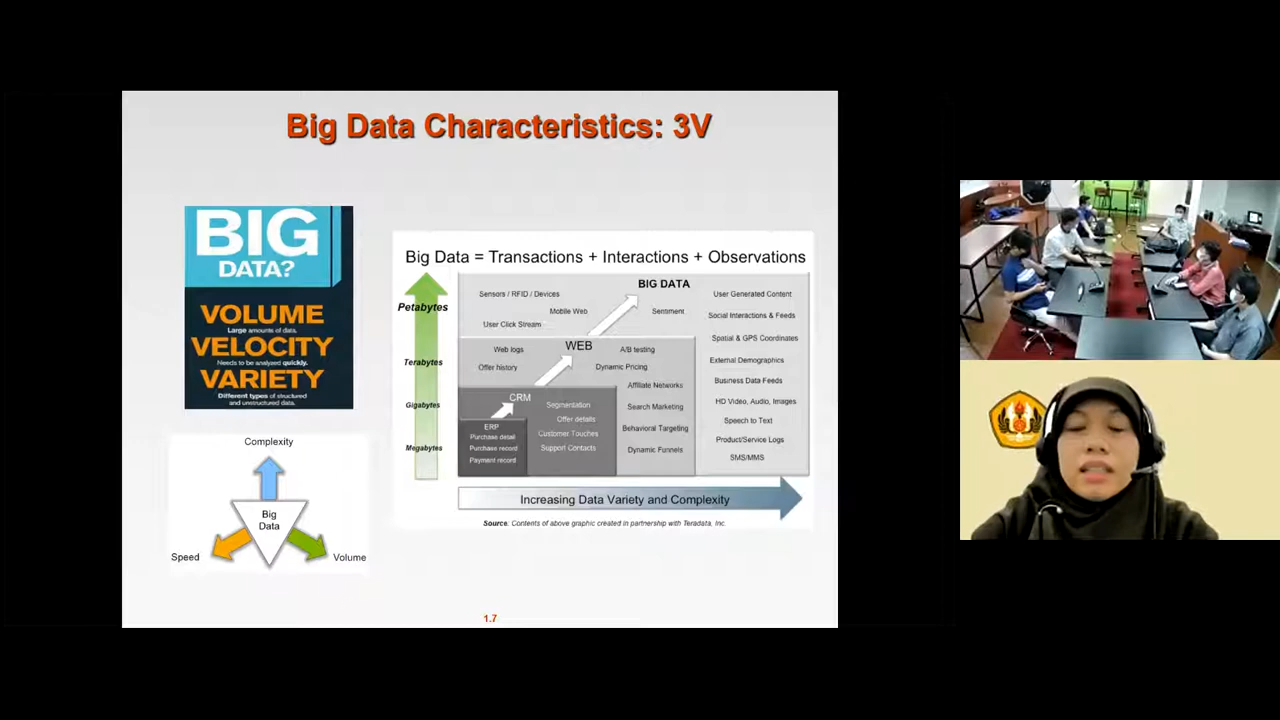 Big Data Characteristics: 3V
BIG
DATA?
VOLUME
Large amounts of data.
VELOCITY
Needs to be analyzed quickly.
VARIETY
Different types of structured
and unstructured data.
Complexity
Big
Data
Speed
Volume
Big Data = Transactions + Interactions + Observations
Petabytes
Terabytes
Gigabytes
Megabytes
BIG DATA
Sensors / RFID / Devices
Mobile Web
Sentiment
User Click Stream
User Generated Content
Social Interactions & Feeds
Spatial & GPS Coordinates
External Demographics
Business Data Feeds
HD Video, Audio, Images
Speech to Text
Product/Service Logs
SMS/MMS
WEB
Web logs
A/B testing
Offer history
Dynamic Pricing
Affiliate Networks
Search Marketing
Behavioral Targeting
Dynamic Funnels
CRM
Segmentation
Offer details
Customer Touches
Support Contacts
ERP
Purchase detail
Purchase record
Payment record
Increasing Data Variety and Complexity
Source: Contents of above graphic created in partnership with Teradata, Inc.
1.7